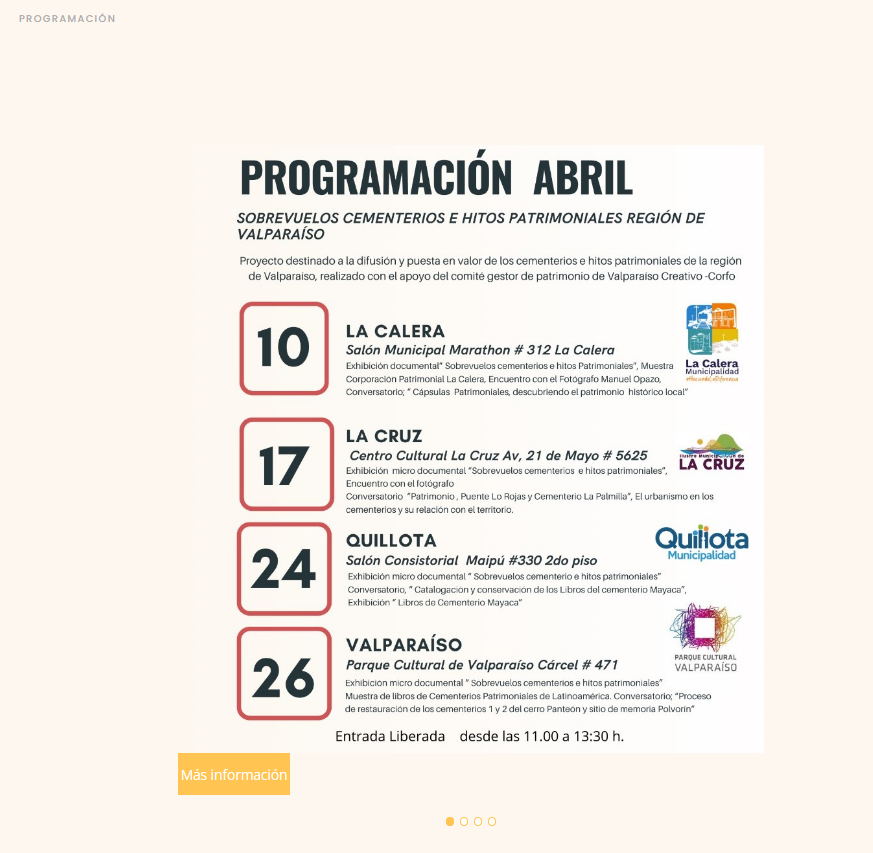 PROGRAMACIÓN
PROGRAMACIÓN ABRIL
SOBREVUELOS CEMENTERIOS E HITOS PATRIMONIALES REGIÓN DE
VALPARAÍSO
Proyecto destinado a la difusión y puesta en valor de los cementerios e hitos patrimoniales de la región
de Valparaiso, realizado con el apoyo del comité gestor de patrimonio de Valparaiso Creativo -Corfo
10
LA CALERA
Salón Municipal Marathon # 312 La Calera
Exhibición documental" Sobrevuelos cementerios e hitos Patrimoniales", Muestra
Corporación Patrimonial La Calera, Encuentro con el Fotógrafo Manuel Opazo,
Conversatorio; " Cápsulas Patrimoniales, descubriendo el patrimonio histórico local"
La Calera
Municipalidad
17
LA CRUZ
Centro Cultural La Cruz Av, 21 de Mayo # 5625
Exhibición micro documental "Sobrevuelos cementerios e hitos patrimoniales",
Encuentro con el fotógrafo
Conversatorio "Patrimonio , Puente Lo Rojas y Cementerio La Palmilla", El urbanismo en los
cementerios y su relación con el territorio.
Ilustre Municipalidad de
LA CRUZ
24
QUILLOTA
Salón Consistorial Maipú #330 2do piso
Exhibición micro documental " Sobrevuelos cementerio e hitos patrimoniales"
Conversatorio, " Catalogación y conservación de los Libros del cementerio Mayaca",
Exhibición " Libros de Cementerio Mayaca"
Quillota
Municipalidad
26
VALPARAÍSO
Parque Cultural de Valparaíso Cárcel # 471
Exhibición micro documental " Sobrevuelos cementerios e hitos patrimoniales"
Muestra de libros de Cementerios Patrimoniales de Latinoamérica. Conversatorio; "Proceso
de restauración de los cementerios 1 y 2 del cerro Panteón y sitio de memoria Polvorín"
PARQUE CULTURAL
VALPARAÍSO
Entrada Liberada desde las 11.00 a 13:30 h.
Más información